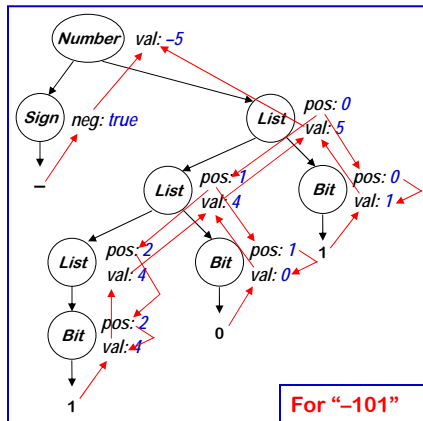 Number val: –5
Sign neg: true
List pos: 0
val: 5
–
List pos: 1
val: 4
Bit pos: 0
val: 1
List pos: 2
val: 4
Bit pos: 1
val: 0
1
Bit pos: 2
val: 4
0
1
For “–101”